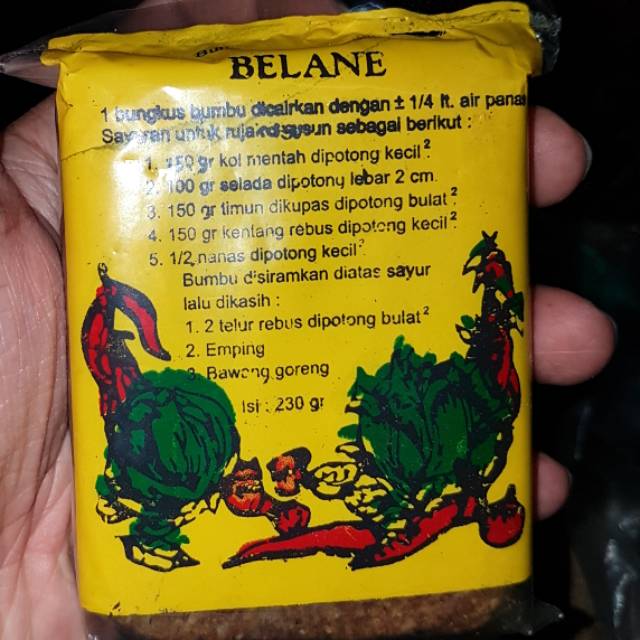 BELANE
1 bungkus bumbu dicairkan dengan ± 1/4 lt. air panas
Sayuran untuk rujak disusun sebagai berikut :
1. 150 gr kol mentah dipotong kecil²
2. 100 gr selada dipotong lebar 2 cm.
3. 150 gr timun dikupas dipotong bulat²
4. 150 gr kentang rebus dipotong kecil²
5. 1/2 nanas dipotong kecil²
Bumbu disiramkan diatas sayur
lalu dikasih :
1. 2 telur rebus dipotong bulat²
2. Emping
3. Bawang goreng
Isi : 230 gr